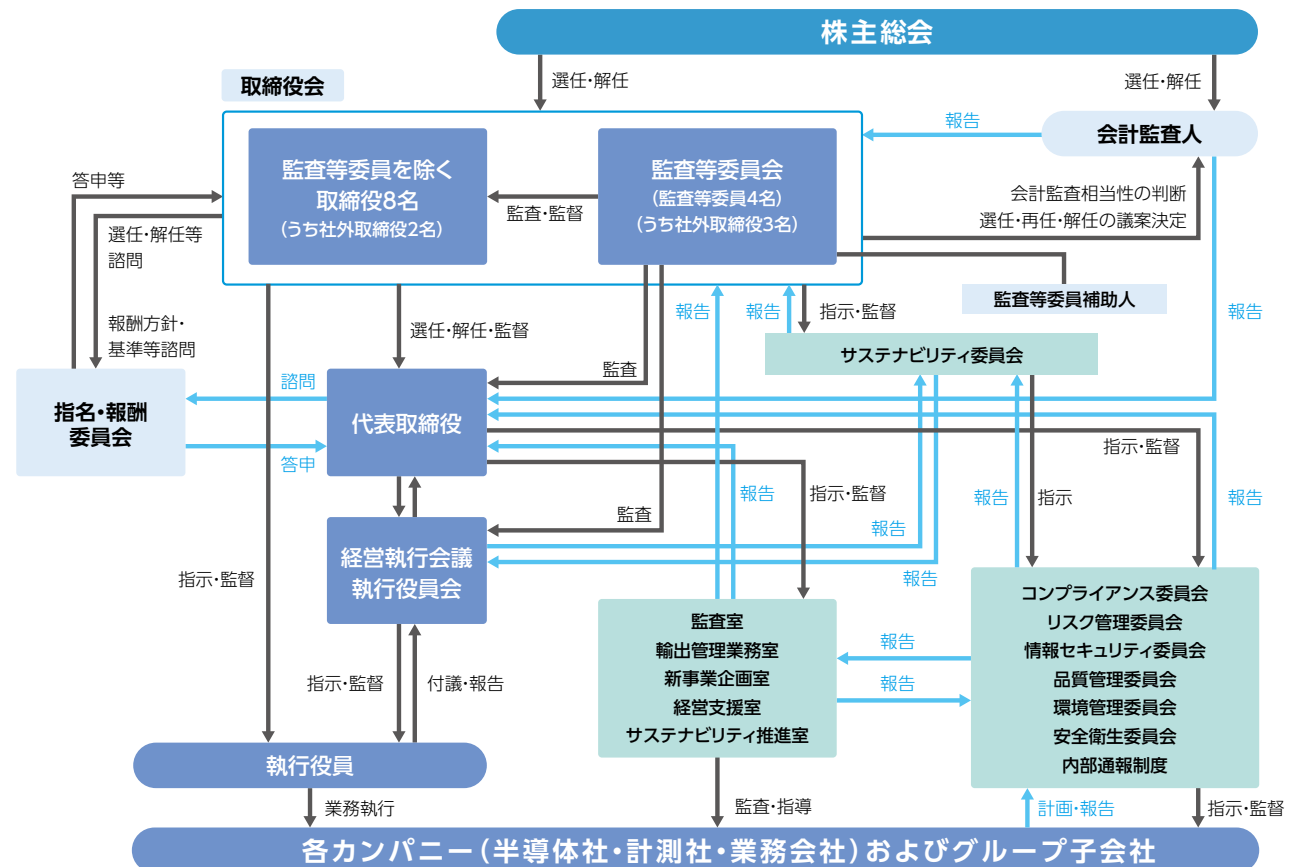 株主総会
選任・解任
選任・解任
取締役会
会計監査人
報告
監査等委員を除く
取締役8名
(うち社外取締役2名)
監査・監督
監査等委員会
(監査等委員4名)
(うち社外取締役3名)
会計監査相当性の判断
選任・再任・解任の議案決定
答申等
選任・解任等
諮問
報酬方針・
基準等諮問
監査等委員補助人
選任・解任・監督
報告
報告
指示・監督
報告
サステナビリティ委員会
監査
指名・報酬
委員会
諮問
答申
代表取締役
指示・監督
報告
指示・監督
報告
指示
報告
監査
報告
報告
経営執行会議
執行役員会
指示・監督
指示・監督
付議・報告
監査室
輸出管理業務室
新事業企画室
経営支援室
サステナビリティ推進室
報告
報告
コンプライアンス委員会
リスク管理委員会
情報セキュリティ委員会
品質管理委員会
環境管理委員会
安全衛生委員会
内部通報制度
執行役員
業務執行
監査・指導
計画・報告
指示・監督
各カンパニー(半導体社・計測社・業務会社)およびグループ子会社